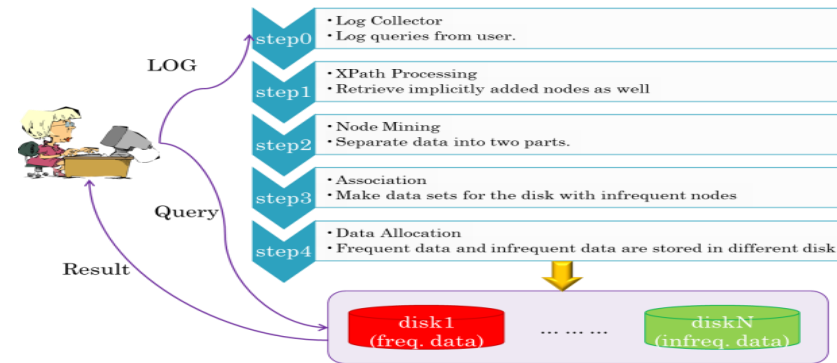 LOG
step0
• Log Collector
• Log queries from user.
step1
• XPath Processing
• Retrieve implicitly added nodes as well
step2
• Node Mining
• Separate data into two parts.
step3
• Association
• Make data sets for the disk with infrequent nodes
Query
step4
• Data Allocation
• Frequent data and infrequent data are stored in different disk
Result
disk1
(freq. data)
... ... ...
diskN
(infreq. data)